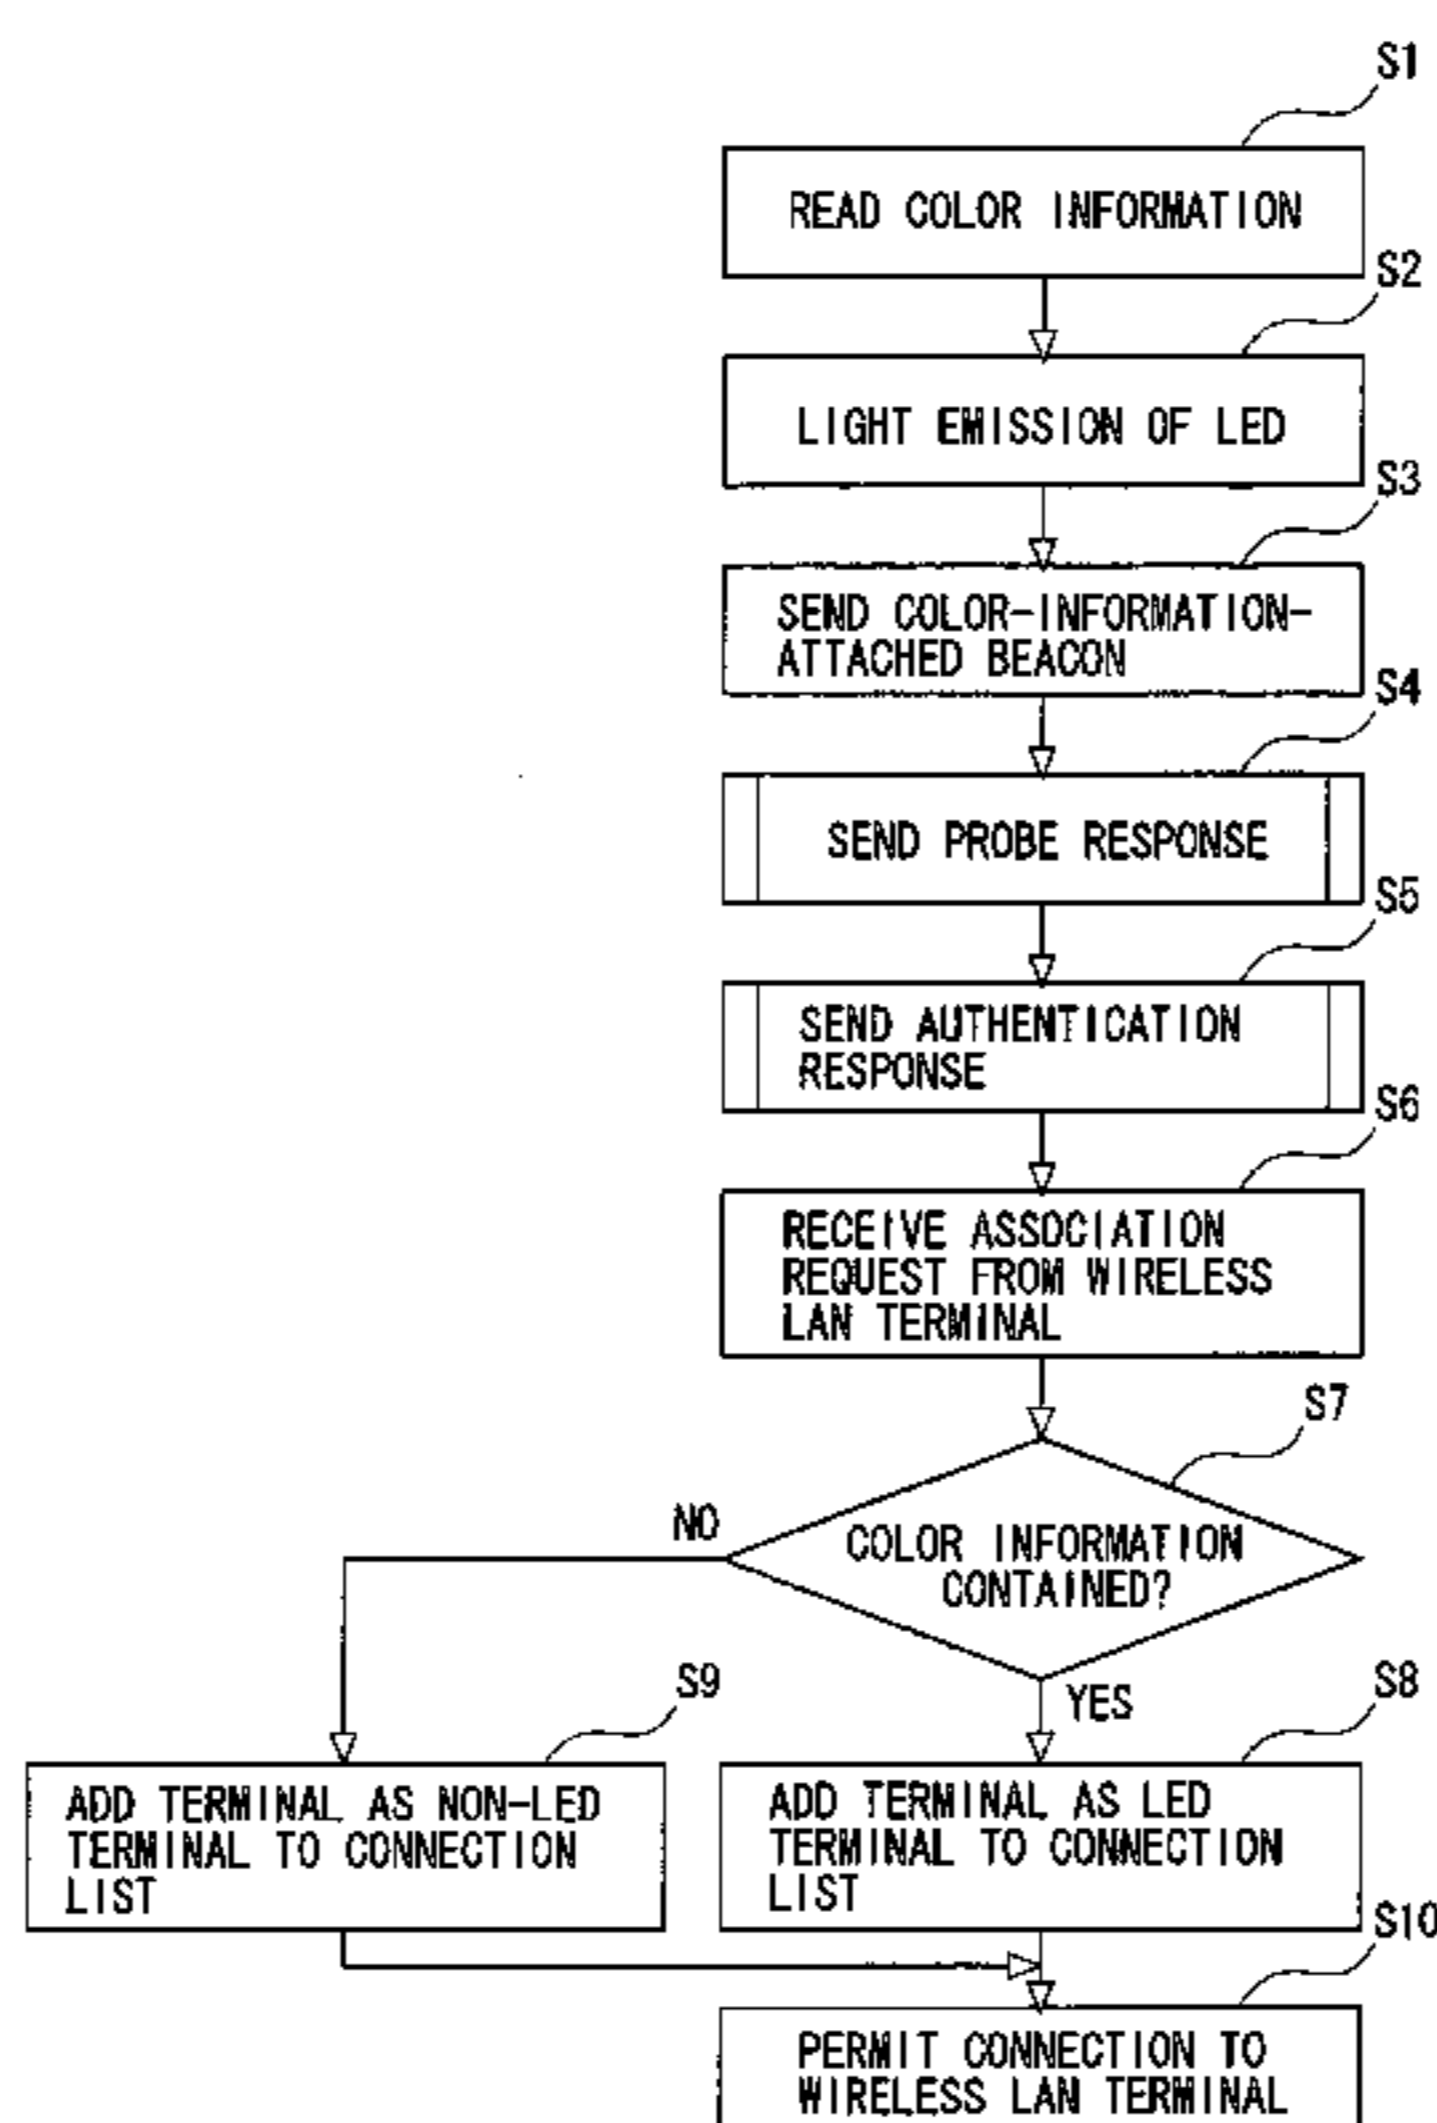 S1
READ COLOR INFORMATION
S2
LIGHT EMISSION OF LED
S3
SEND COLOR-INFORMATION-
ATTACHED BEACON
S4
SEND PROBE RESPONSE
S5
SEND AUTHENTICATION
RESPONSE
S6
RECEIVE ASSOCIATION
REQUEST FROM WIRELESS
LAN TERMINAL
S7
COLOR INFORMATION
CONTAINED?
NO
YES
S9
ADD TERMINAL AS NON-LED
TERMINAL TO CONNECTION
LIST
S8
ADD TERMINAL AS LED
TERMINAL TO CONNECTION
LIST
S10
PERMIT CONNECTION TO
WIRELESS LAN TERMINAL